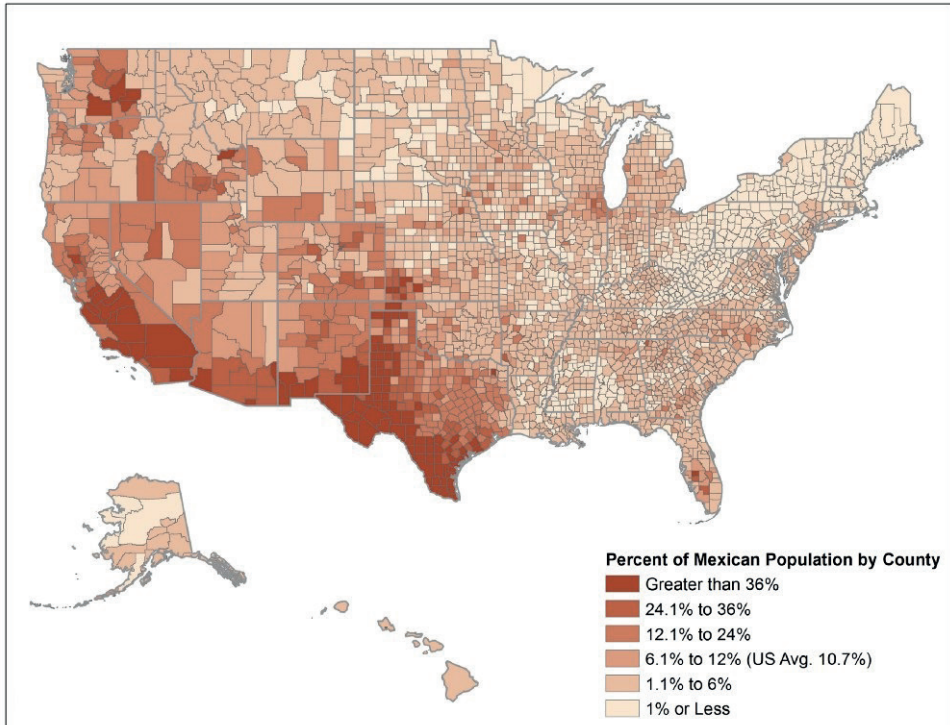 Percent of Mexican Population by County
Greater than 36%
24.1% to 36%
12.1% to 24%
6.1% to 12% (US Avg. 10.7%)
1.1% to 6%
1% or Less